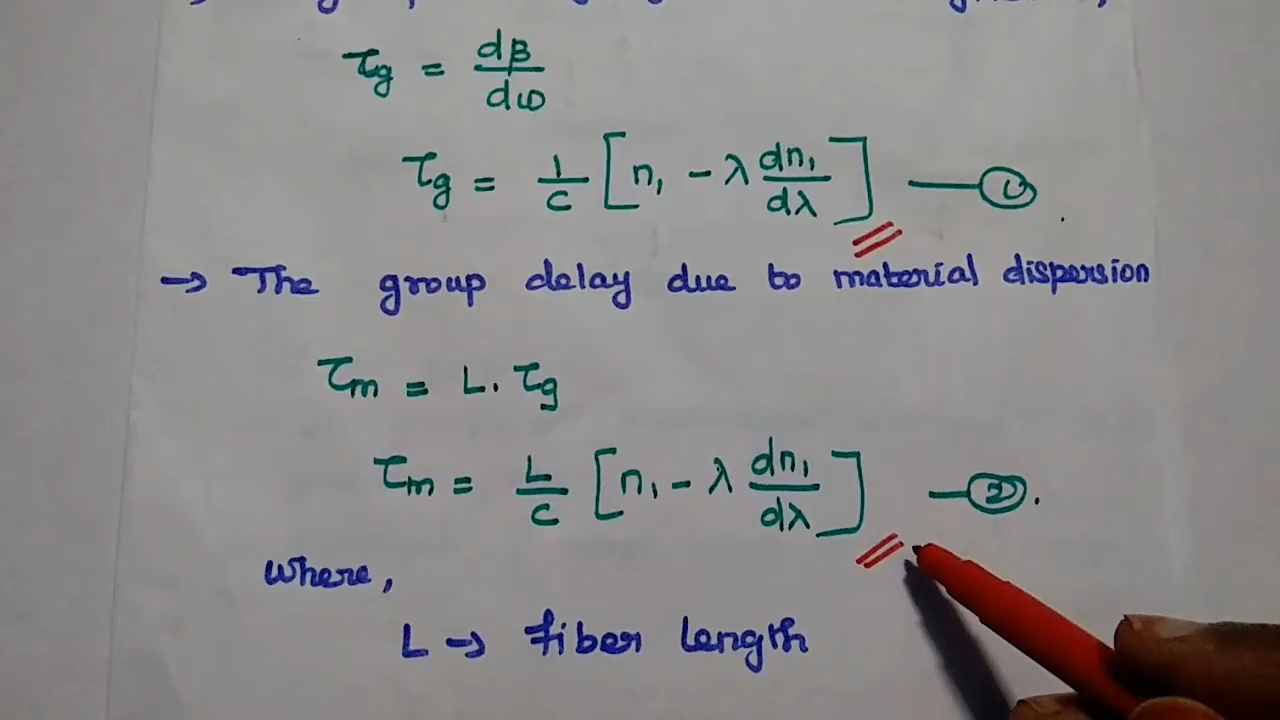 τg = dβ/dω
τg = 1/c [n₁ - λ dn₁/dλ] — ①
→ The group delay due to material dispersion
τm = L . τg
τm = L/c [n₁ - λ dn₁/dλ] — ② .
where,
L → fiber length